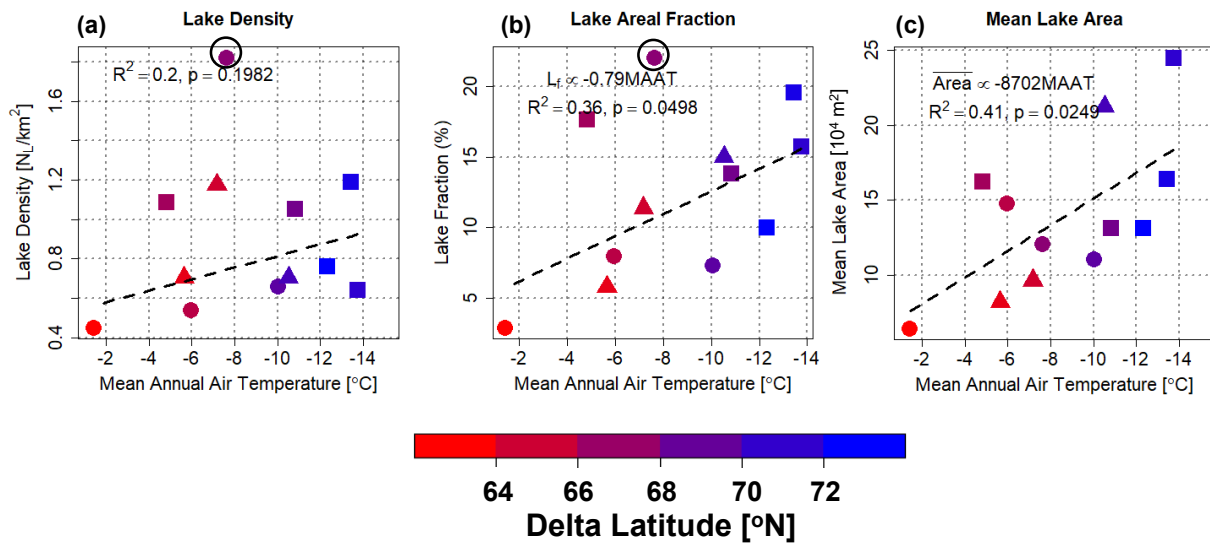 (a) Lake Density
R² = 0.2, p = 0.1982
Lake Density [N_L/km²]
0.4 0.8 1.2 1.6
-2 -4 -6 -8 -10 -12 -14
Mean Annual Air Temperature [°C]
(b) Lake Areal Fraction
L_f ∝ -0.79MAAT
R² = 0.36, p = 0.0498
Lake Fraction (%)
5 10 15 20
-2 -4 -6 -8 -10 -12 -14
Mean Annual Air Temperature [°C]
(c) Mean Lake Area
Area ∝ -8702MAAT
R² = 0.41, p = 0.0249
Mean Lake Area [10⁴ m²]
10 15 20 25
-2 -4 -6 -8 -10 -12 -14
Mean Annual Air Temperature [°C]
64 66 68 70 72
Delta Latitude [°N]